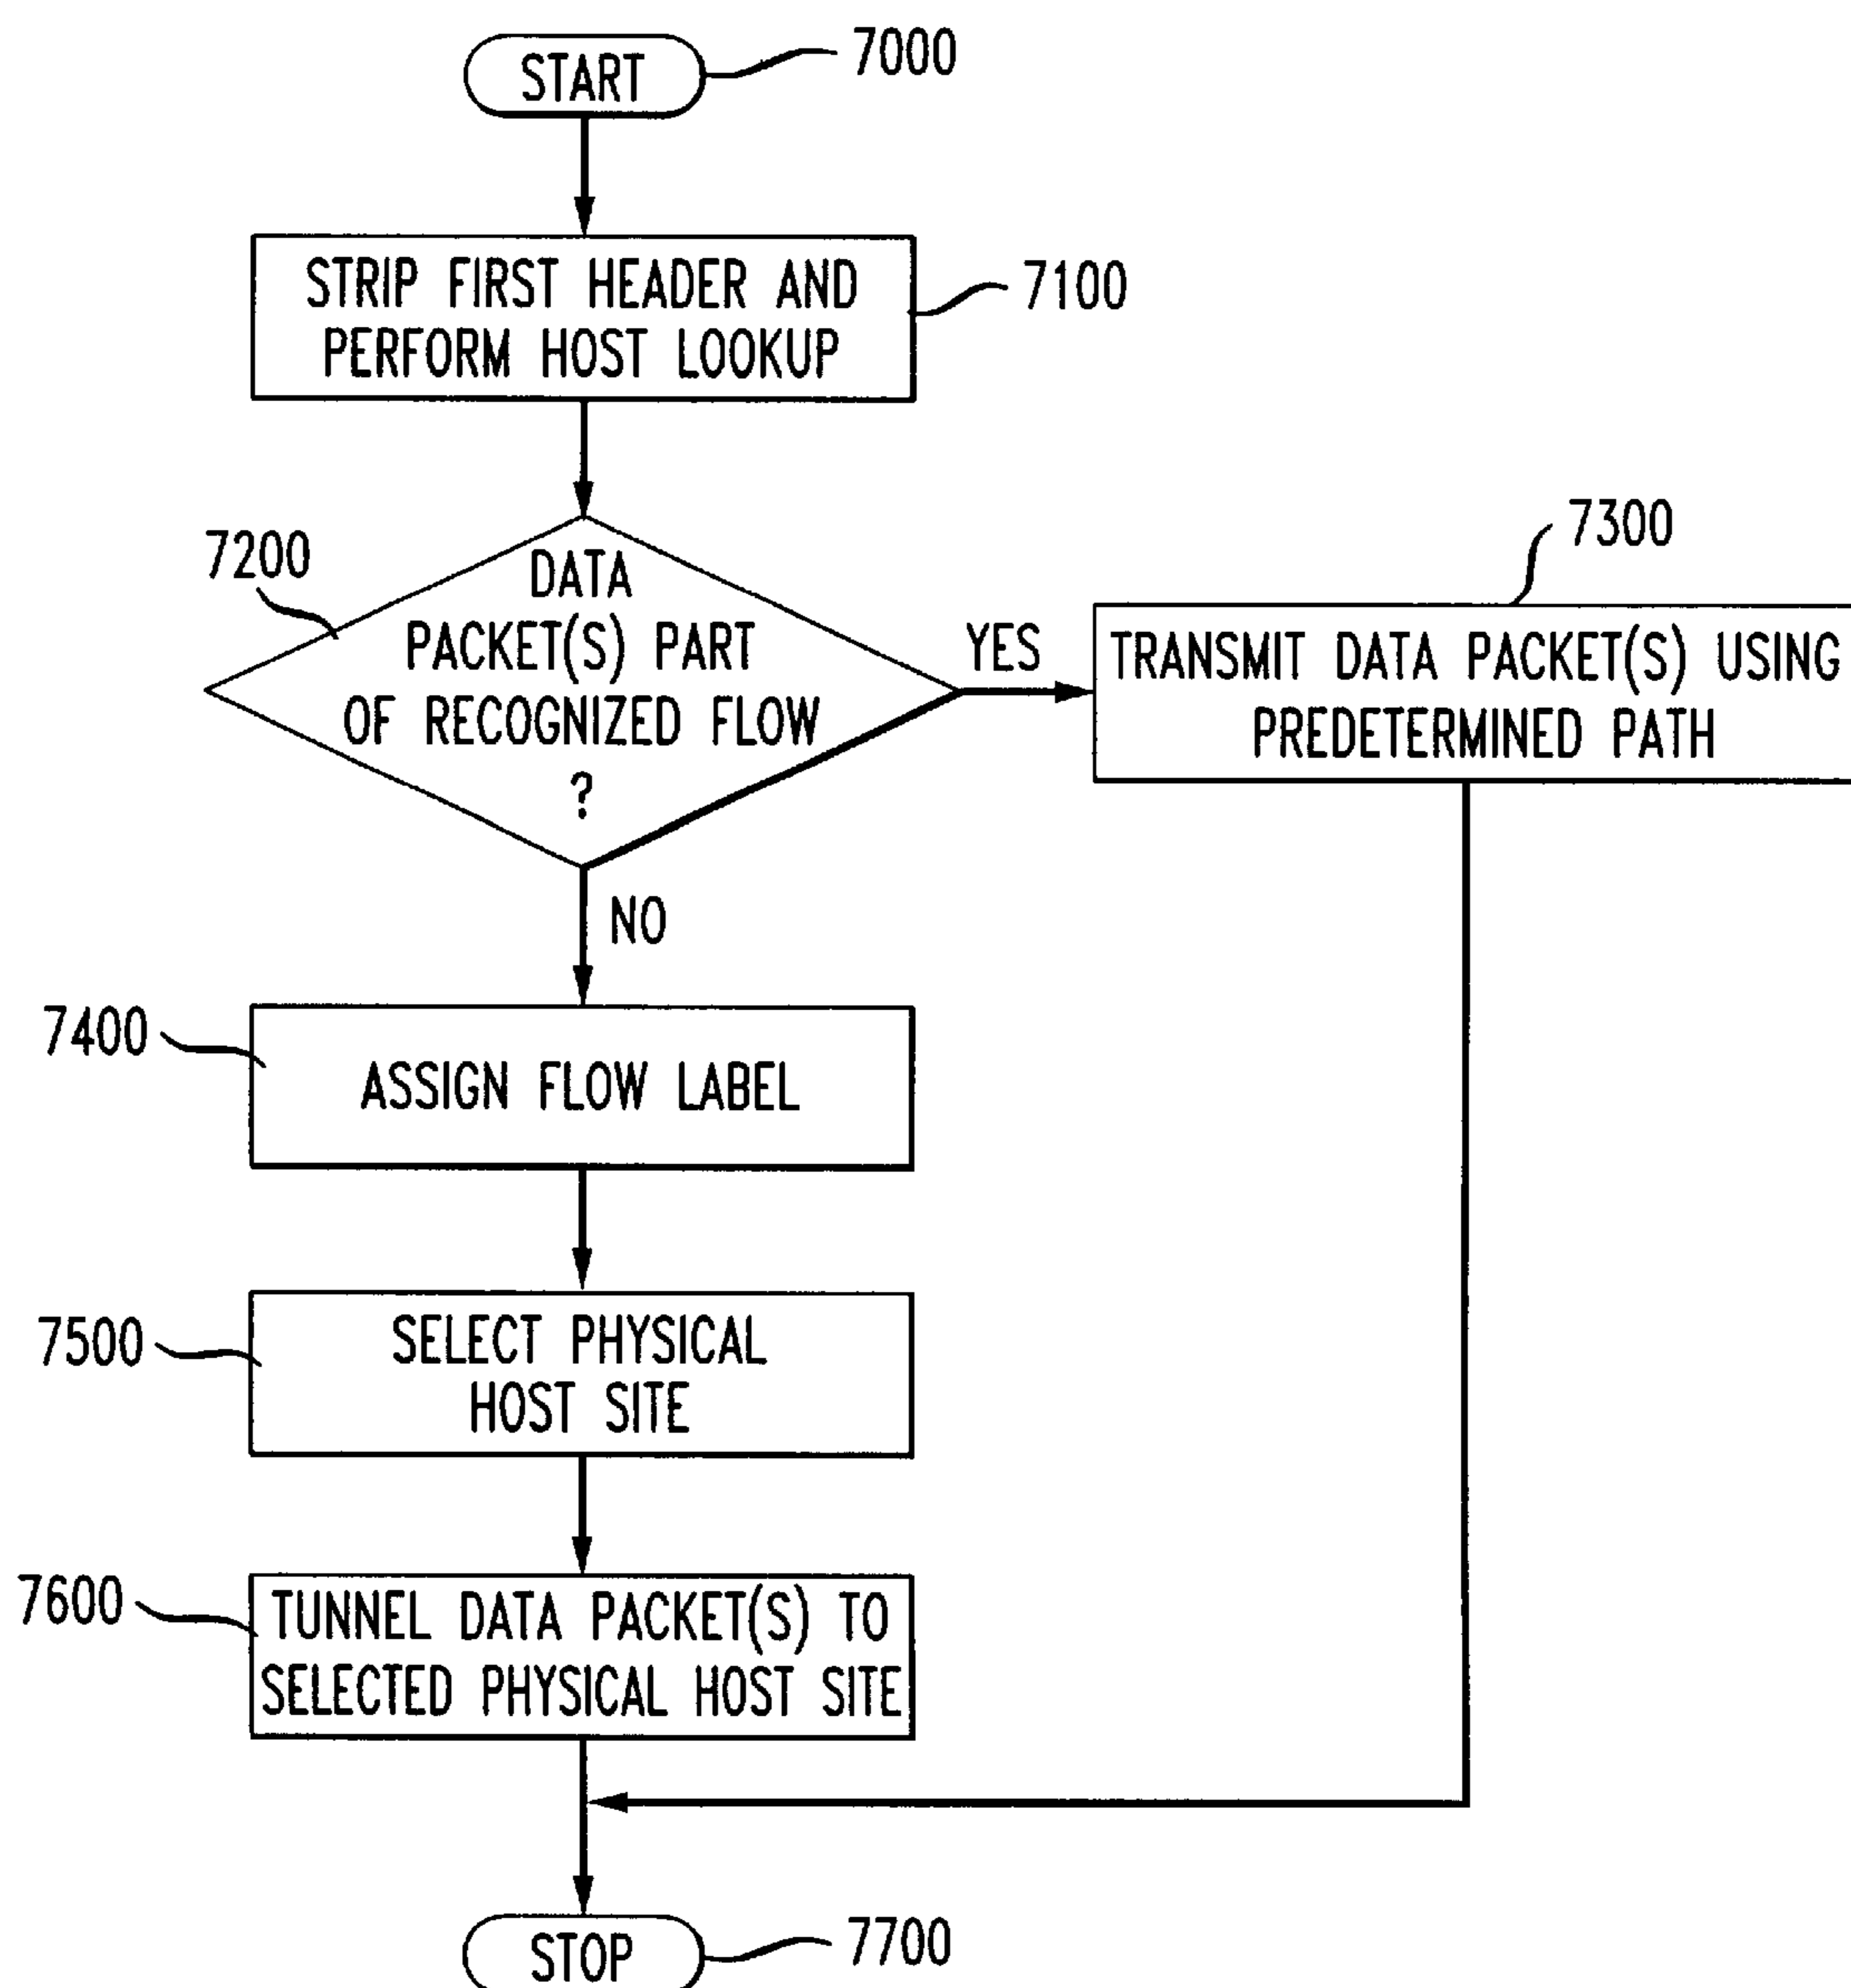 START
7000
STRIP FIRST HEADER AND
PERFORM HOST LOOKUP
7100
7200
DATA
PACKET(S) PART
OF RECOGNIZED FLOW
?
YES
7300
TRANSMIT DATA PACKET(S) USING
PREDETERMINED PATH
NO
7400
ASSIGN FLOW LABEL
7500
SELECT PHYSICAL
HOST SITE
7600
TUNNEL DATA PACKET(S) TO
SELECTED PHYSICAL HOST SITE
STOP
7700